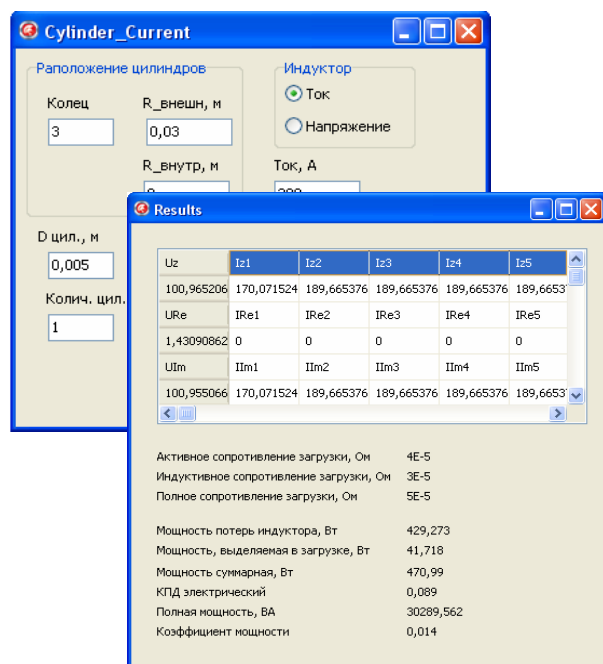 Cylinder_Current
Раположение цилиндров
Индуктор
Колец
R_внешн, м
Ток
3
0,03
Напряжение
R_внутр, м
Ток, А
D цил., м
0,005
Колич. цил.
1
Results
Uz Iz1 Iz2 Iz3 Iz4 Iz5
100,965206 170,071524 189,665376 189,665376 189,665376 189,6653
URe IRe1 IRe2 IRe3 IRe4 IRe5
1,43090862 0 0 0 0 0
UIm IIm1 IIm2 IIm3 IIm4 IIm5
100,955066 170,071524 189,665376 189,665376 189,665376 189,6653
Активное сопротивление загрузки, Ом 4E-5
Индуктивное сопротивление загрузки, Ом 3E-5
Полное сопротивление загрузки, Ом 5E-5
Мощность потерь индуктора, Вт 429,273
Мощность, выделяемая в загрузке, Вт 41,718
Мощность суммарная, Вт 470,99
КПД электрический 0,089
Полная мощность, ВА 30289,562
Коэффициент мощности 0,014